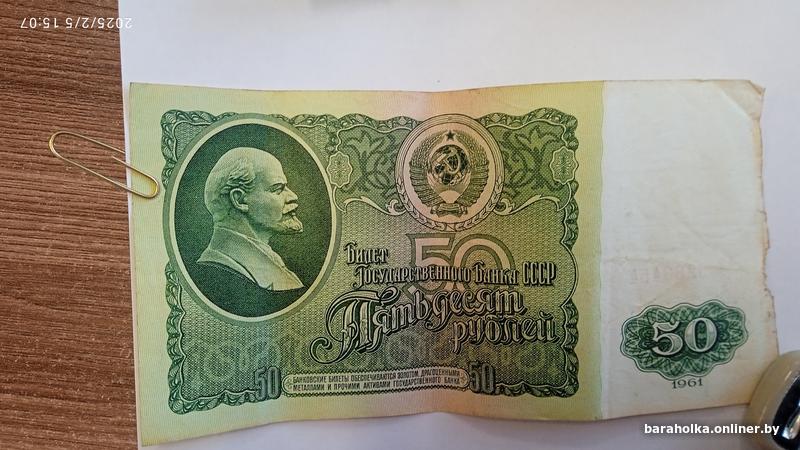 2025/2/5 15:07
50
Билет
Государственного Банка СССР
Пятьдесят
рублей
50
БАНКОВСКИЕ БИЛЕТЫ ОБЕСПЕЧИВАЮТСЯ ЗОЛОТОМ, ДРАГОЦЕННЫМИ
МЕТАЛЛАМИ И ПРОЧИМИ АКТИВАМИ ГОСУДАРСТВЕННОГО БАНКА
50
50
1961
baraholka.onliner.by